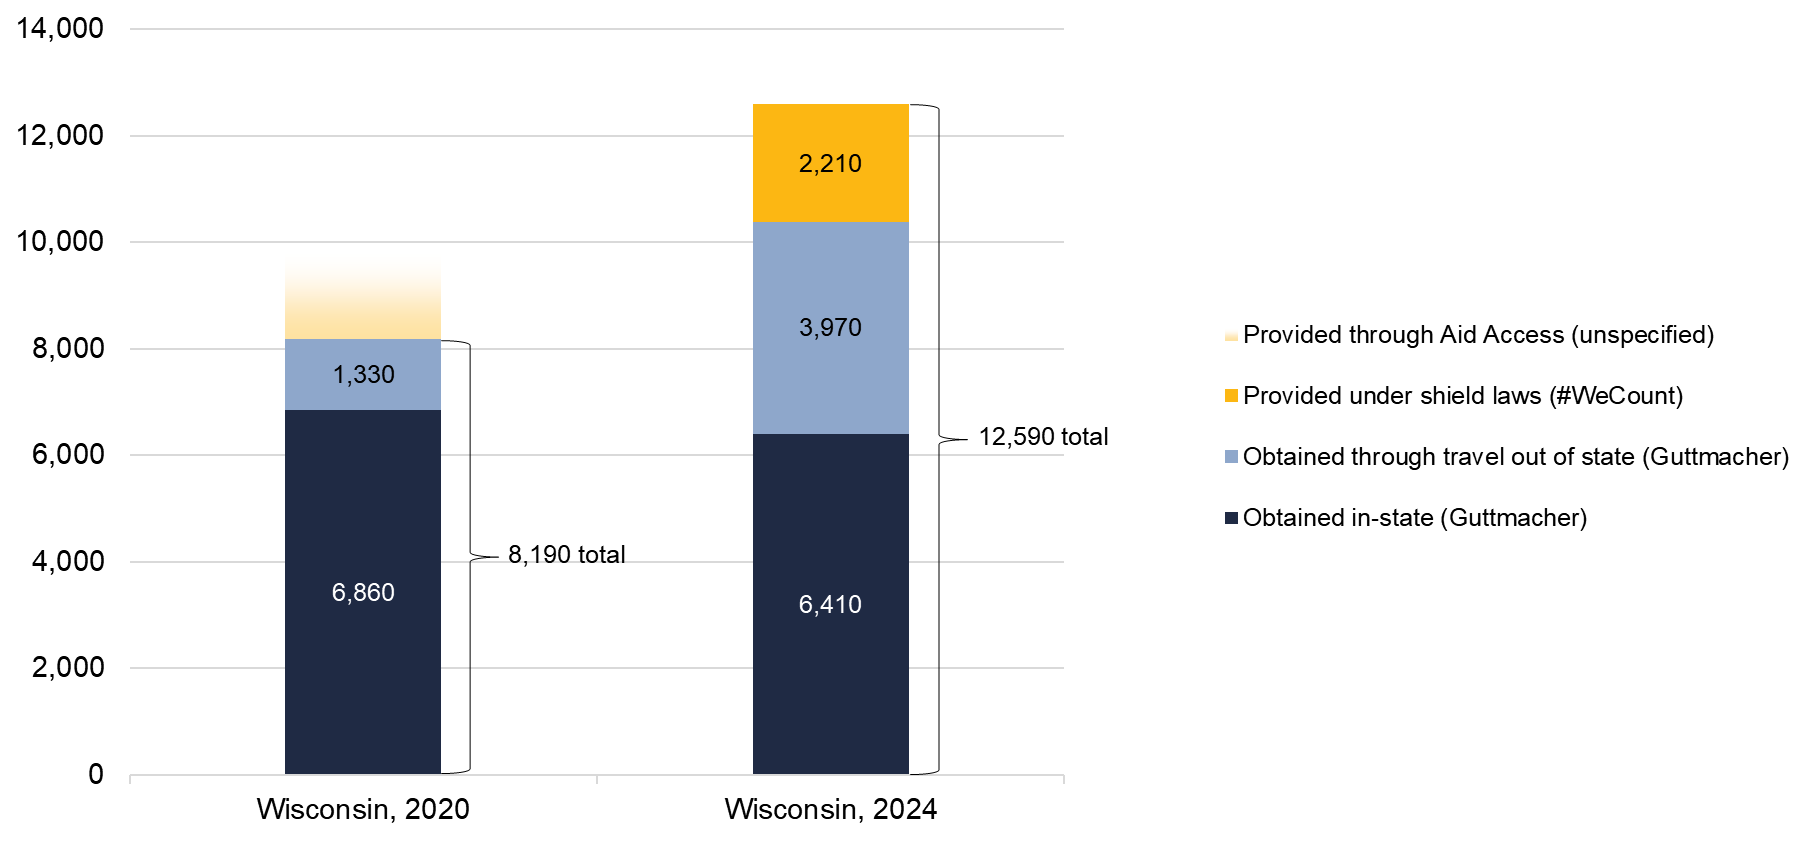 14,000
12,000
10,000
8,000
6,000
4,000
2,000
0
1,330
6,860
8,190 total
2,210
3,970
6,410
12,590 total
Wisconsin, 2020
Wisconsin, 2024
Provided through Aid Access (unspecified)
Provided under shield laws (#WeCount)
Obtained through travel out of state (Guttmacher)
Obtained in-state (Guttmacher)